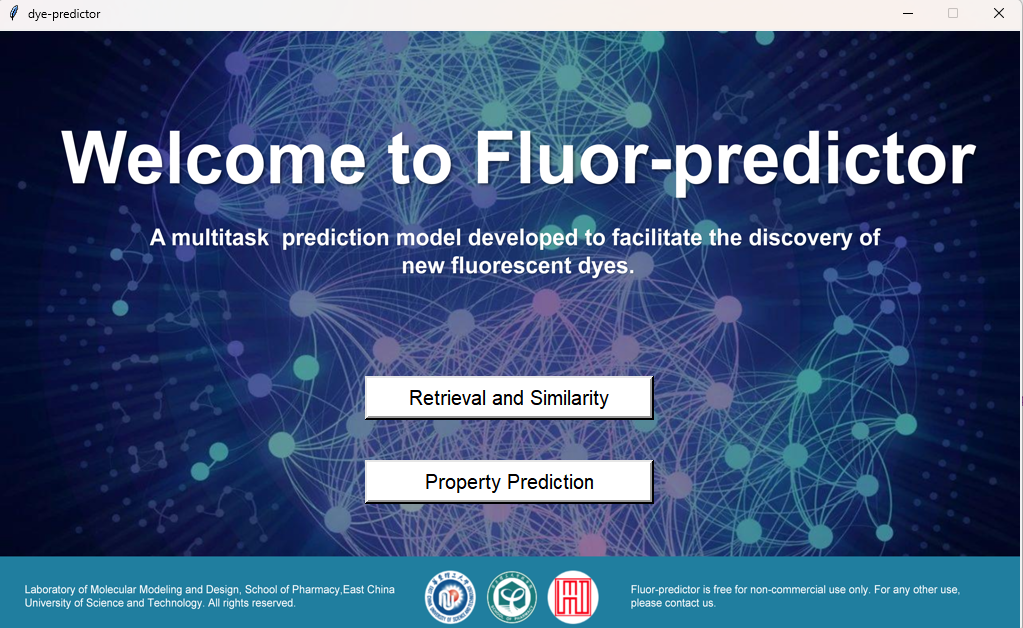 dye-predictor
Welcome to Fluor-predictor
A multitask  prediction model developed to facilitate the discovery of
new fluorescent dyes.
Retrieval and Similarity
Property Prediction
Laboratory of Molecular Modeling and Design, School of Pharmacy,East China
University of Science and Technology. All rights reserved.
Fluor-predictor is free for non-commercial use only. For any other use,
please contact us.